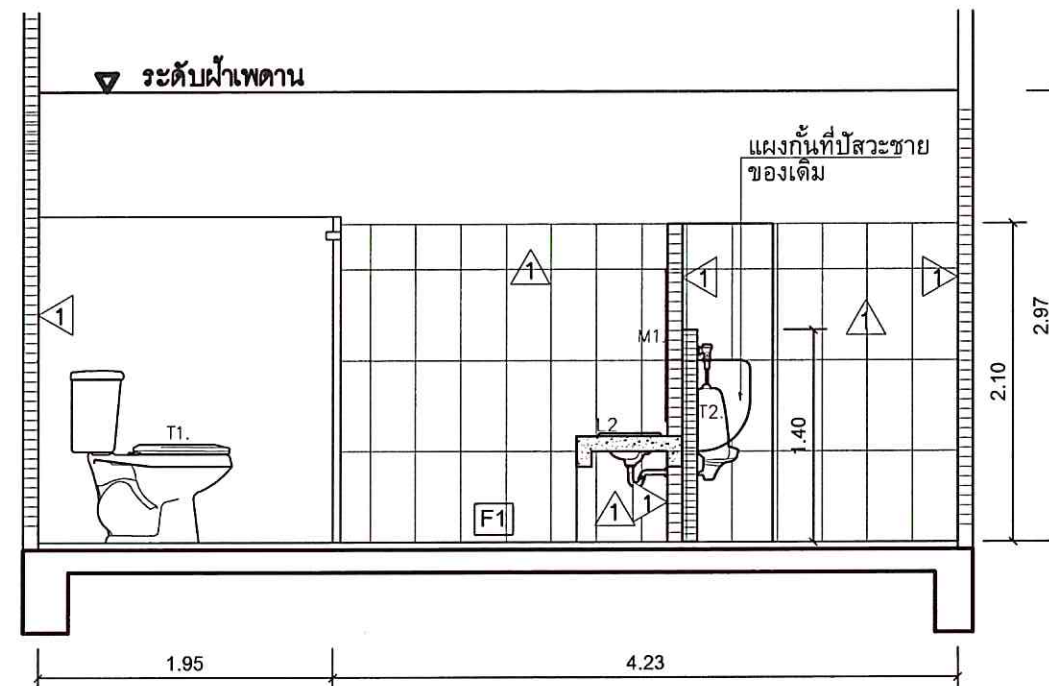 ระดับฝ้าเพดาน
แผงกั้นที่ปัสวะชาย
ของเดิม
1
1
1
1
2.97
1
1
M1.
2.10
T1.
L2
T2.
1.40
F1
1
1
1.95
4.23